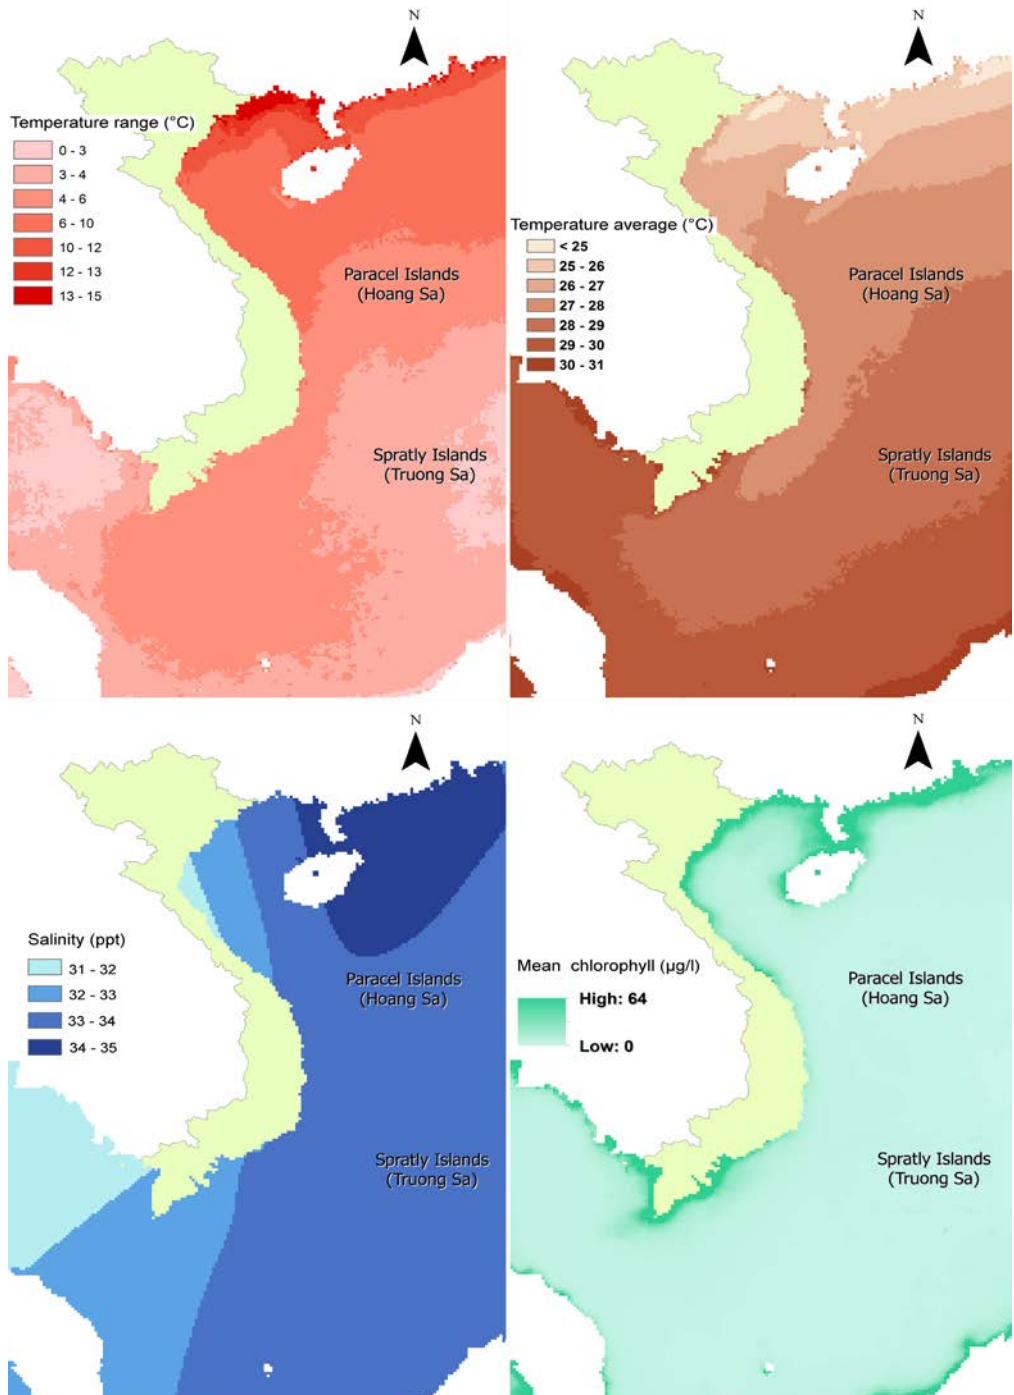 N
Temperature range (°C)
0 - 3
3 - 4
4 - 6
6 - 10
10 - 12
12 - 13
13 - 15
Paracel Islands
(Hoang Sa)
Spratly Islands
(Truong Sa)
N
Temperature average (°C)
< 25
25 - 26
26 - 27
27 - 28
28 - 29
29 - 30
30 - 31
Paracel Islands
(Hoang Sa)
Spratly Islands
(Truong Sa)
N
Salinity (ppt)
31 - 32
32 - 33
33 - 34
34 - 35
Paracel Islands
(Hoang Sa)
Spratly Islands
(Truong Sa)
N
Mean chlorophyll (µg/l)
High: 64
Low: 0
Paracel Islands
(Hoang Sa)
Spratly Islands
(Truong Sa)